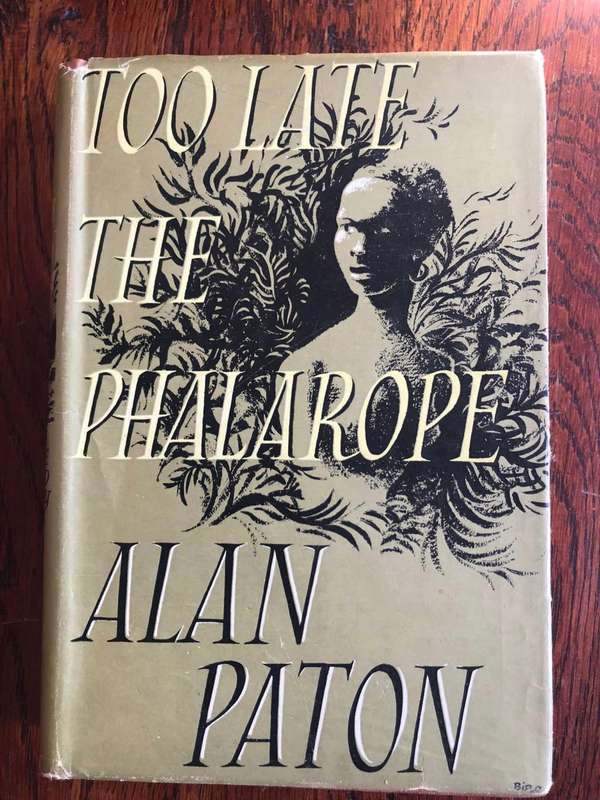 TOO LATE
THE
PHALAROPE
ALAN
PATON